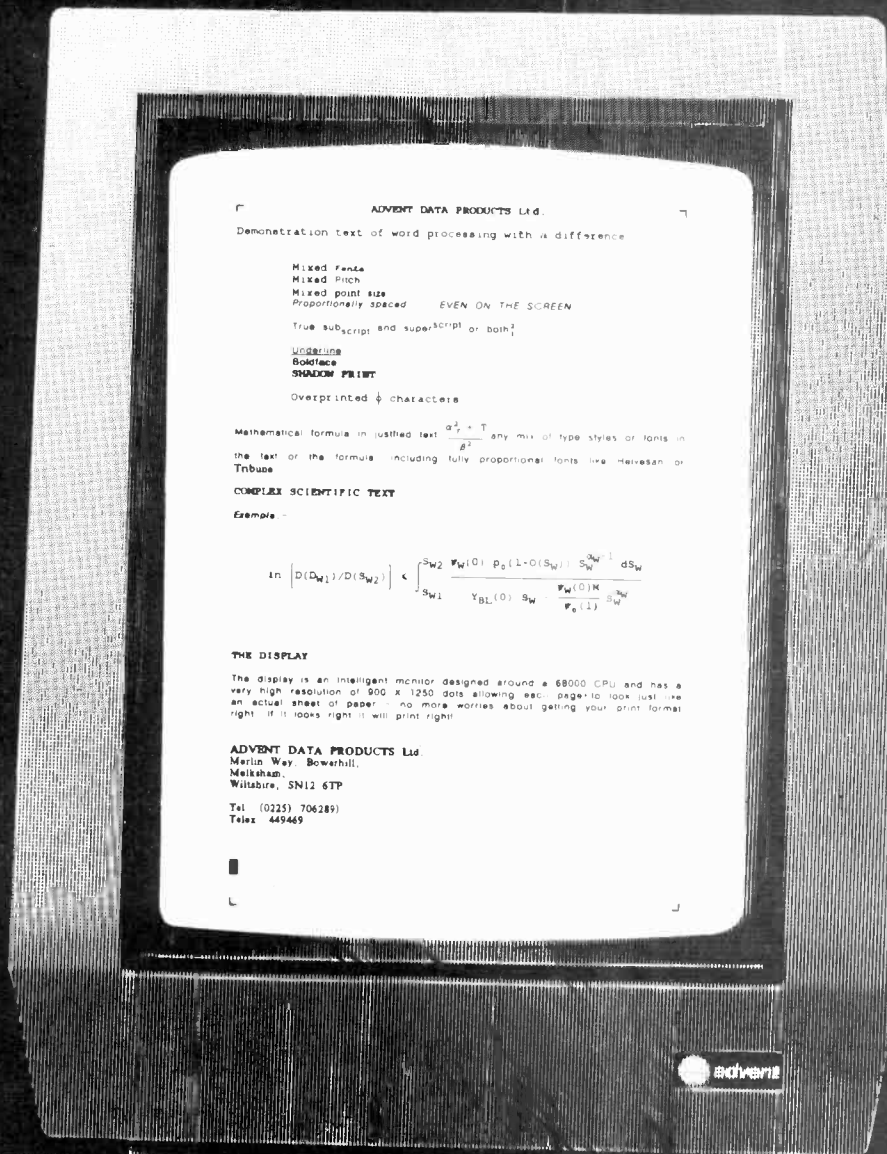 ADVENT DATA PRODUCTS Ltd.
Demonstration text of word processing with a difference
Mixed Fonts
Mixed Pitch
Mixed point size
Proportionally spaced EVEN ON THE SCREEN
True subscript and superscript or both²₁
Underline
Boldface
SHADOW PRINT
Overprinted ϕ characters
Mathematical formula in justified text (α²ᵣ + T)/β² any mix of type styles or fonts in
the text or the formula including fully proportional fonts like Helvesan or
Tribune
COMPLEX SCIENTIFIC TEXT
Example -
ln |D(D_W1)/D(S_W2)| < ∫
THE DISPLAY
The display is an intelligent monitor designed around a 68000 CPU and has a
very high resolution of 900 x 1250 dots allowing each page to look just like
an actual sheet of paper - no more worries about getting your print format
right. If it looks right it will print right!
ADVENT DATA PRODUCTS Ltd.
Merlin Way, Bowerhill,
Melksham,
Wiltshire, SN12 6TP
Tel (0225) 706289)
Telex 449469
advent